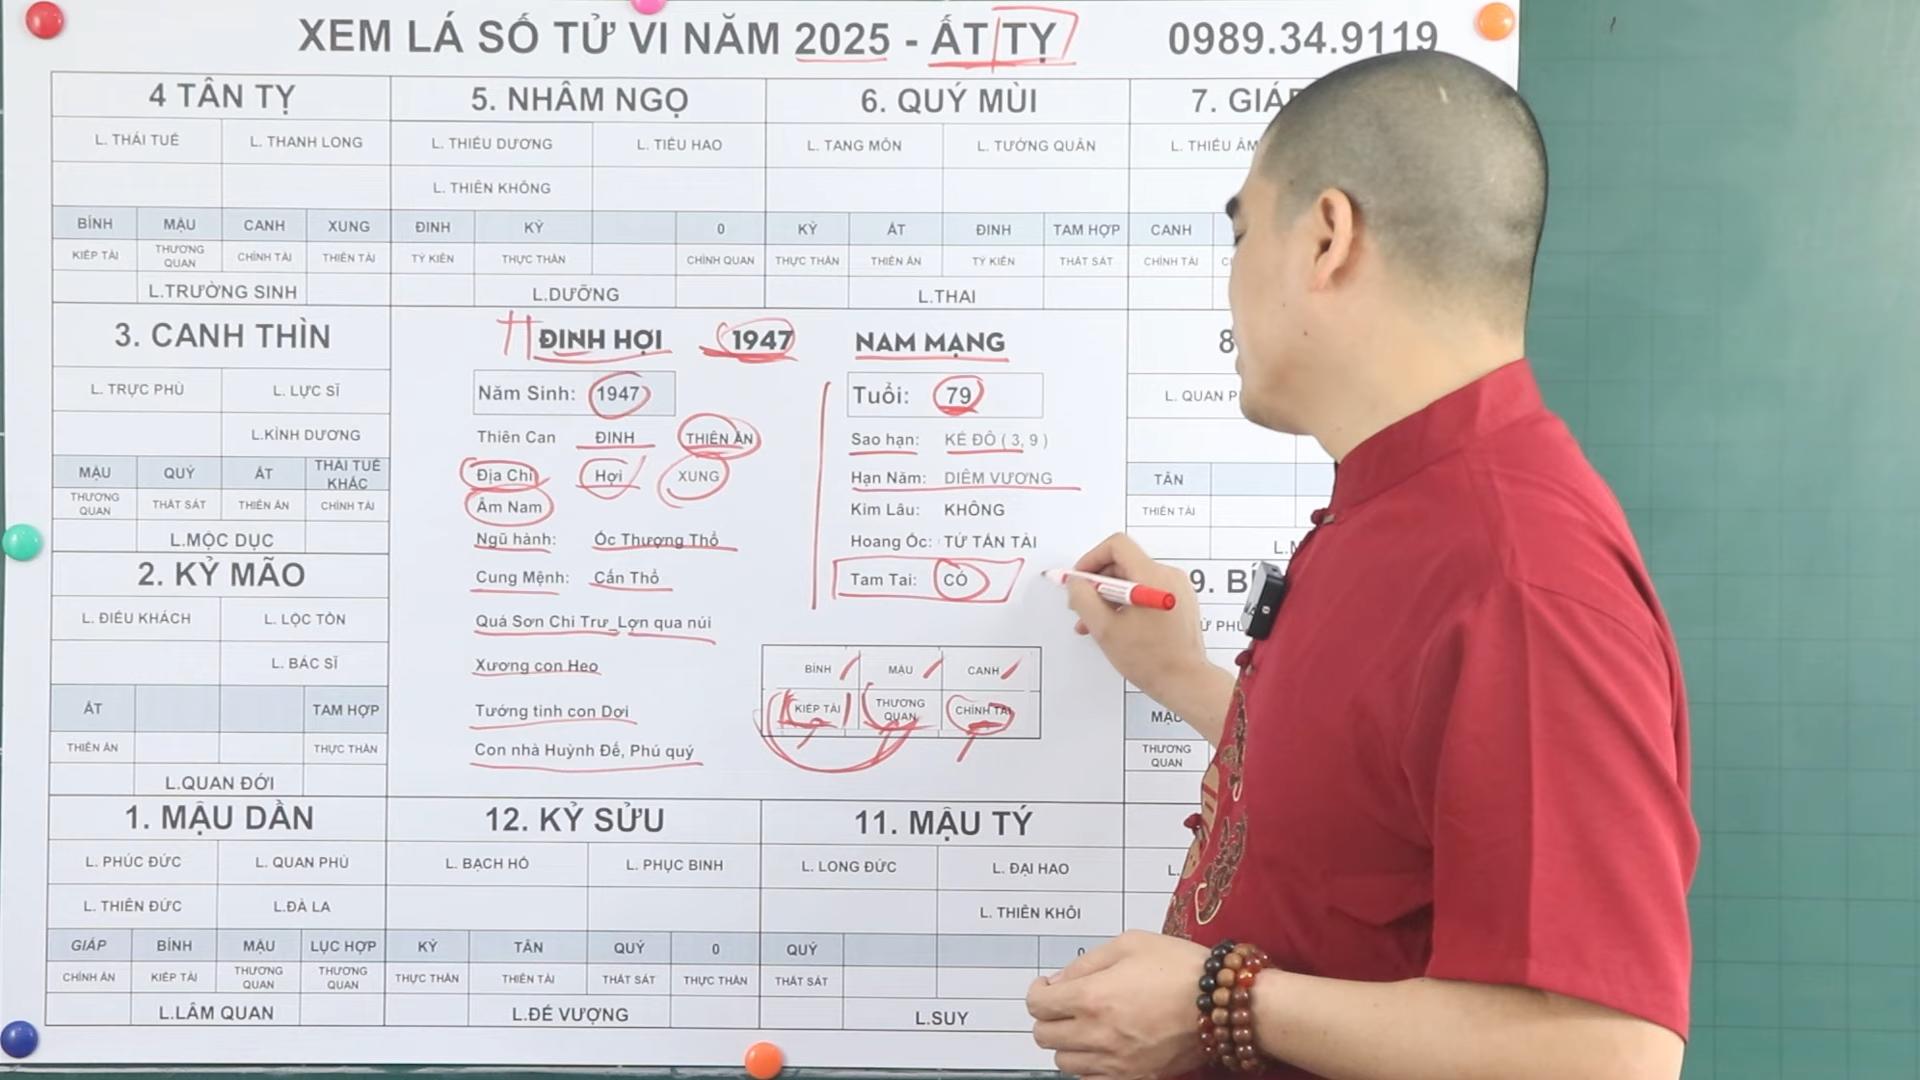 XEM LÁ SỐ TỬ VI NĂM 2025 - ẤT TỴ 0989.34.9119
4 TÂN TỴ 5. NHÂM NGỌ 6. QUÝ MÙI 7. GIÁ
L. THÁI TUẾ L. THANH LONG L. THIẾU DƯƠNG L. TIỂU HAO L. TANG MÔN L. TƯỚNG QUÂN L. THIẾU ÂM
L. THIÊN KHÔNG
BÍNH MẬU CANH XUNG ĐINH KỶ 0 KỶ ẤT ĐINH TAM HỢP CANH
KIẾP TÀI THƯƠNG QUAN CHÍNH TÀI THIÊN TÀI TỶ KIÊN THỰC THẦN CHÍNH QUAN THỰC THẦN THIÊN ẤN TỶ KIÊN THẤT SÁT CHÍNH TÀI
L.TRƯỜNG SINH L.DƯỠNG L.THAI
3. CANH THÌN ĐINH HỢI 1947 NAM MẠNG 8
L. TRỰC PHÙ L. LỰC SĨ Năm Sinh: 1947 Tuổi: 79 L. QUAN P
L.KÌNH DƯƠNG Thiên Can ĐINH THIÊN ẤN Sao hạn: KẾ ĐÔ ( 3, 9 )
MẬU QUÝ ẤT THÁI TUẾ KHẮC Địa Chi Hợi XUNG Hạn Năm: DIÊM VƯƠNG TÂN
THƯƠNG QUAN THẤT SÁT THIÊN ẤN CHÍNH TÀI Âm Nam Kim Lâu: KHÔNG THIÊN TÀI
L.MỘC DỤC Ngũ hành: Ốc Thượng Thổ Hoang Ốc: TỨ TẤN TÀI
2. KỶ MÃO Cung Mệnh: Cấn Thổ Tam Tai: CÓ 9. B
L. ĐIẾU KHÁCH L. LỘC TỒN Quá Sơn Chi Trư_Lợn qua núi
L. BÁC SĨ Xương con Heo BÍNH MẬU CANH
ẤT TAM HỢP Tướng tinh con Dơi KIẾP TÀI THƯƠNG QUAN CHÍNH TÀI MẬU
THIÊN ẤN THỰC THẦN Con nhà Huỳnh Đế, Phú quý THƯƠNG QUAN
L.QUAN ĐỚI
1. MẬU DẦN 12. KỶ SỬU 11. MẬU TÝ
L. PHÚC ĐỨC L. QUAN PHỦ L. BẠCH HỔ L. PHỤC BINH L. LONG ĐỨC L. ĐẠI HAO L.
L. THIÊN ĐỨC L.ĐÀ LA L. THIÊN KHÔI
GIÁP BÍNH MẬU LỤC HỢP KỶ TÂN QUÝ 0 QUÝ 0
CHÍNH ẤN KIẾP TÀI THƯƠNG QUAN THƯƠNG QUAN THỰC THẦN THIÊN TÀI THẤT SÁT THỰC THẦN THẤT SÁT
L.LÂM QUAN L.ĐẾ VƯỢNG L.SUY